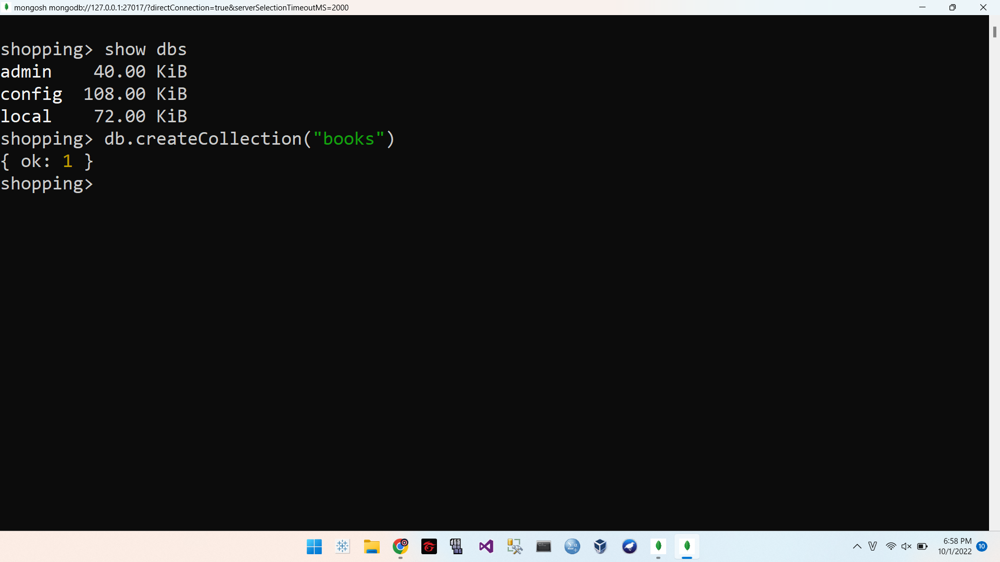 mongosh mongodb://127.0.0.1:27017/?directConnection=true&serverSelectionTimeoutMS=2000
shopping> show dbs
admin    40.00 KiB
config  108.00 KiB
local    72.00 KiB
shopping> db.createCollection("books")
{ ok: 1 }
shopping>
6:58 PM
10/1/2022
10